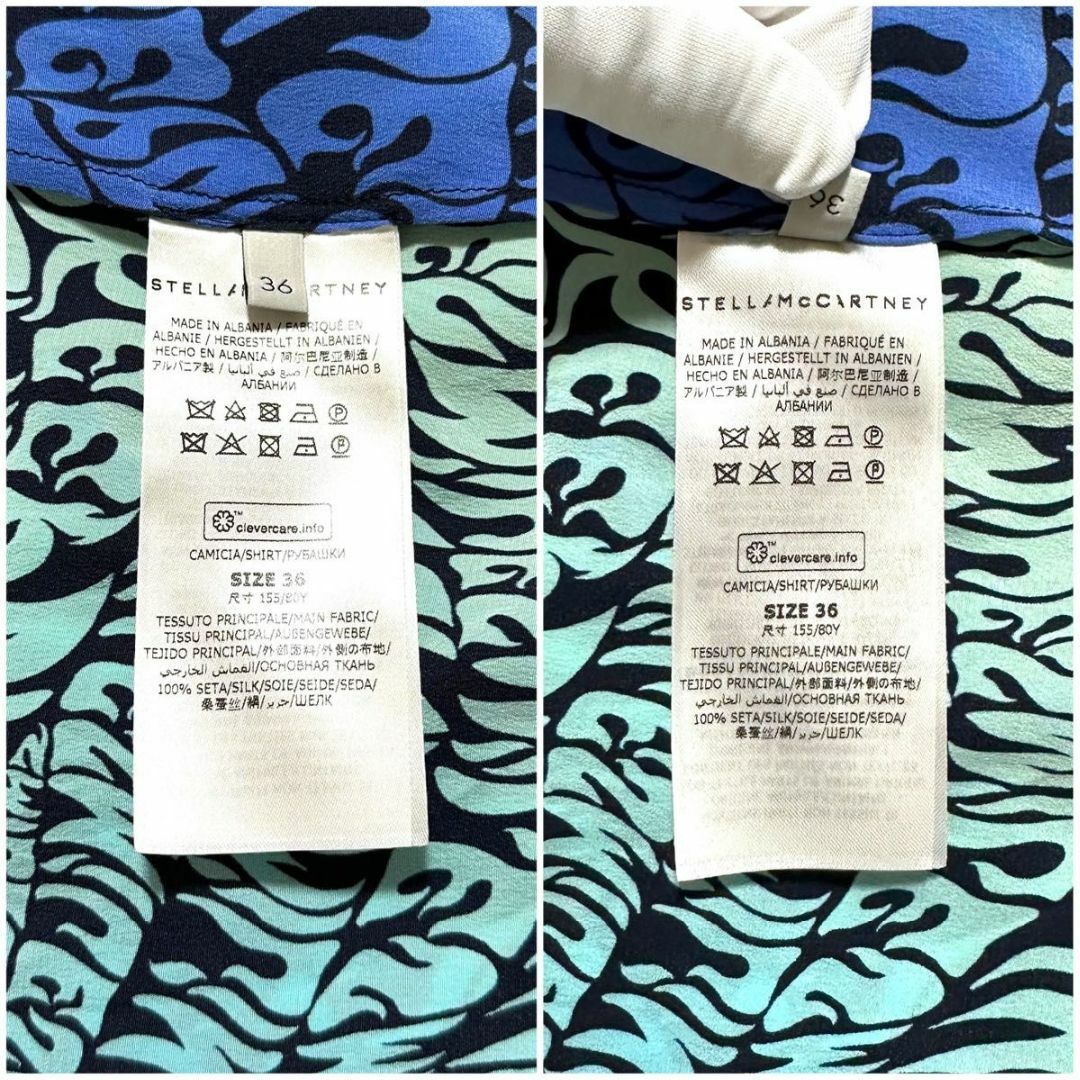 36
STELLA RTNEY
MADE IN ALBANIA / FABRIQUÉ EN
ALBANIE / HERGESTELLT IN ALBANIEN /
HECHO EN ALBANIA / 阿尔巴尼亚制造 /
アルバニア製 / صنع في ألبانيا / СДЕЛАНО В
АЛБАНИИ
P
P
clevercare.info™
CAMICIA/SHIRT/РУБАШКИ
SIZE 36
尺寸 155/80Y
TESSUTO PRINCIPALE/MAIN FABRIC/
TISSU PRINCIPAL/AUßENGEWEBE/
TEJIDO PRINCIPAL/外部面料/外側の布地/
القماش الخارجي/ОСНОВНАЯ ТКАНЬ
100% SETA/SILK/SOIE/SEIDE/SEDA/
桑蚕丝/絹/حرير/ШЕЛК
36
STELLA McCARTNEY
MADE IN ALBANIA / FABRIQUÉ EN
ALBANIE / HERGESTELLT IN ALBANIEN /
HECHO EN ALBANIA / 阿尔巴尼亚制造 /
アルバニア製 / صنع في ألبانيا / СДЕЛАНО В
АЛБАНИИ
P
P
clevercare.info™
CAMICIA/SHIRT/РУБАШКИ
SIZE 36
尺寸 155/80Y
TESSUTO PRINCIPALE/MAIN FABRIC/
TISSU PRINCIPAL/AUßENGEWEBE/
TEJIDO PRINCIPAL/外部面料/外側の布地/
القماش الخارجي/ОСНОВНАЯ ТКАНЬ
100% SETA/SILK/SOIE/SEIDE/SEDA/
桑蚕丝/絹/حرير/ШЕЛК